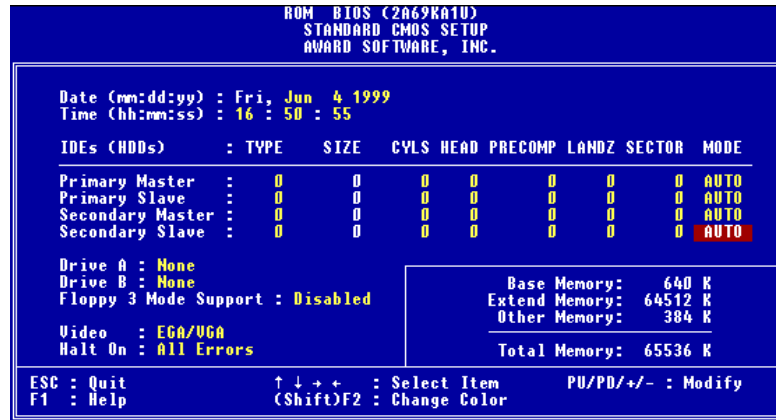 ROM BIOS (2A69KA1U)
STANDARD CMOS SETUP
AWARD SOFTWARE, INC.
Date (mm:dd:yy) : Fri, Jun 4 1999
Time (hh:mm:ss) : 16 : 50 : 55
IDEs (HDDs) : TYPE SIZE CYLS HEAD PRECOMP LANDZ SECTOR MODE
Primary Master : 0 0 0 0 0 0 0 AUTO
Primary Slave : 0 0 0 0 0 0 0 AUTO
Secondary Master : 0 0 0 0 0 0 0 AUTO
Secondary Slave : 0 0 0 0 0 0 0 AUTO
Drive A : None
Drive B : None
Floppy 3 Mode Support : Disabled
Video : EGA/VGA
Halt On : All Errors
Base Memory: 640 K
Extend Memory: 64512 K
Other Memory: 384 K
Total Memory: 65536 K
ESC : Quit ↑ ↓ → ← : Select Item PU/PD/+/- : Modify
F1 : Help (Shift)F2 : Change Color